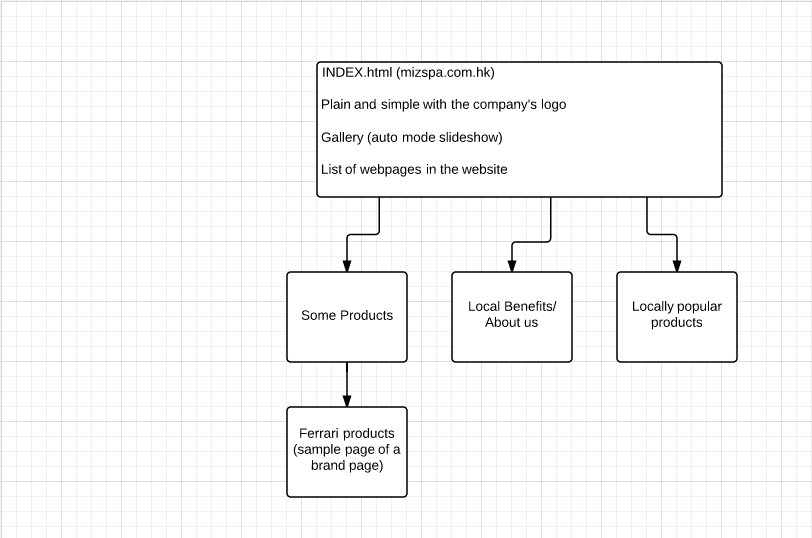 INDEX.html (mizspa.com.hk)
Plain and simple with the company's logo
Gallery (auto mode slideshow)
List of webpages in the website
Some Products
Local Benefits/
About us
Locally popular
products
Ferrari products
(sample page of a
brand page)